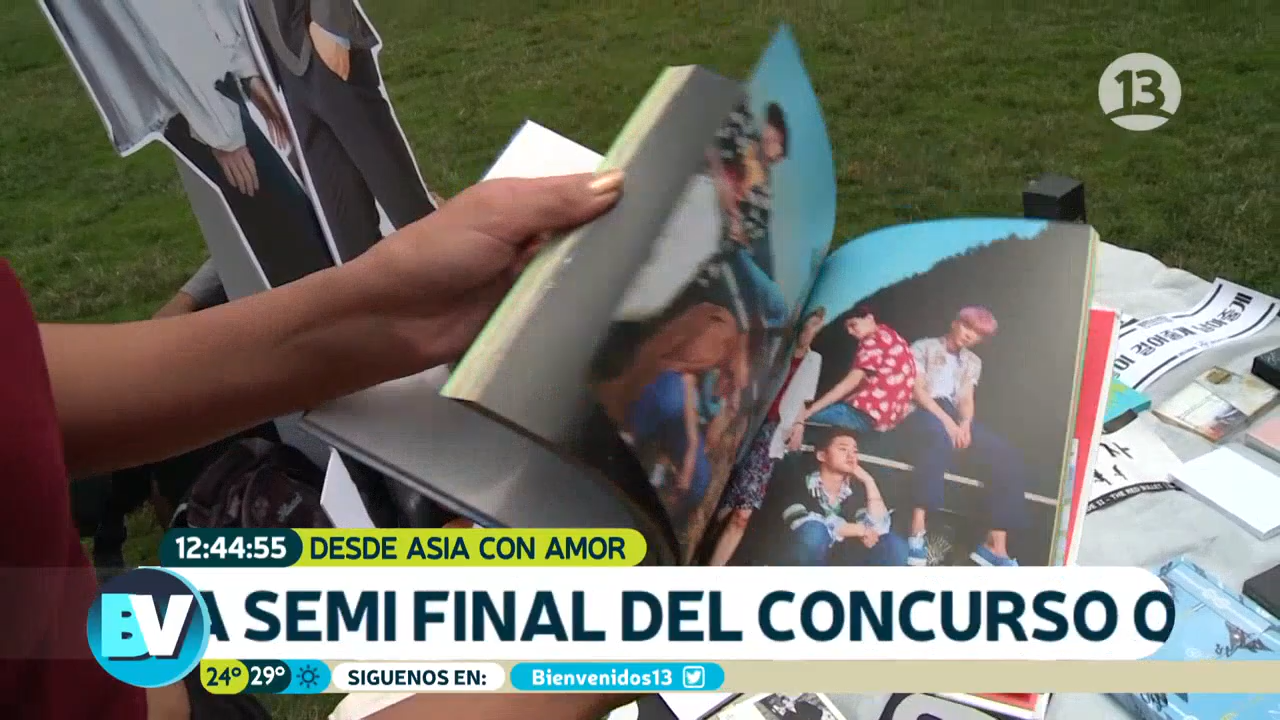 13
12:44:55 DESDE ASIA CON AMOR
BV A SEMI FINAL DEL CONCURSO O
24° 29° SIGUENOS EN: Bienvenidos13